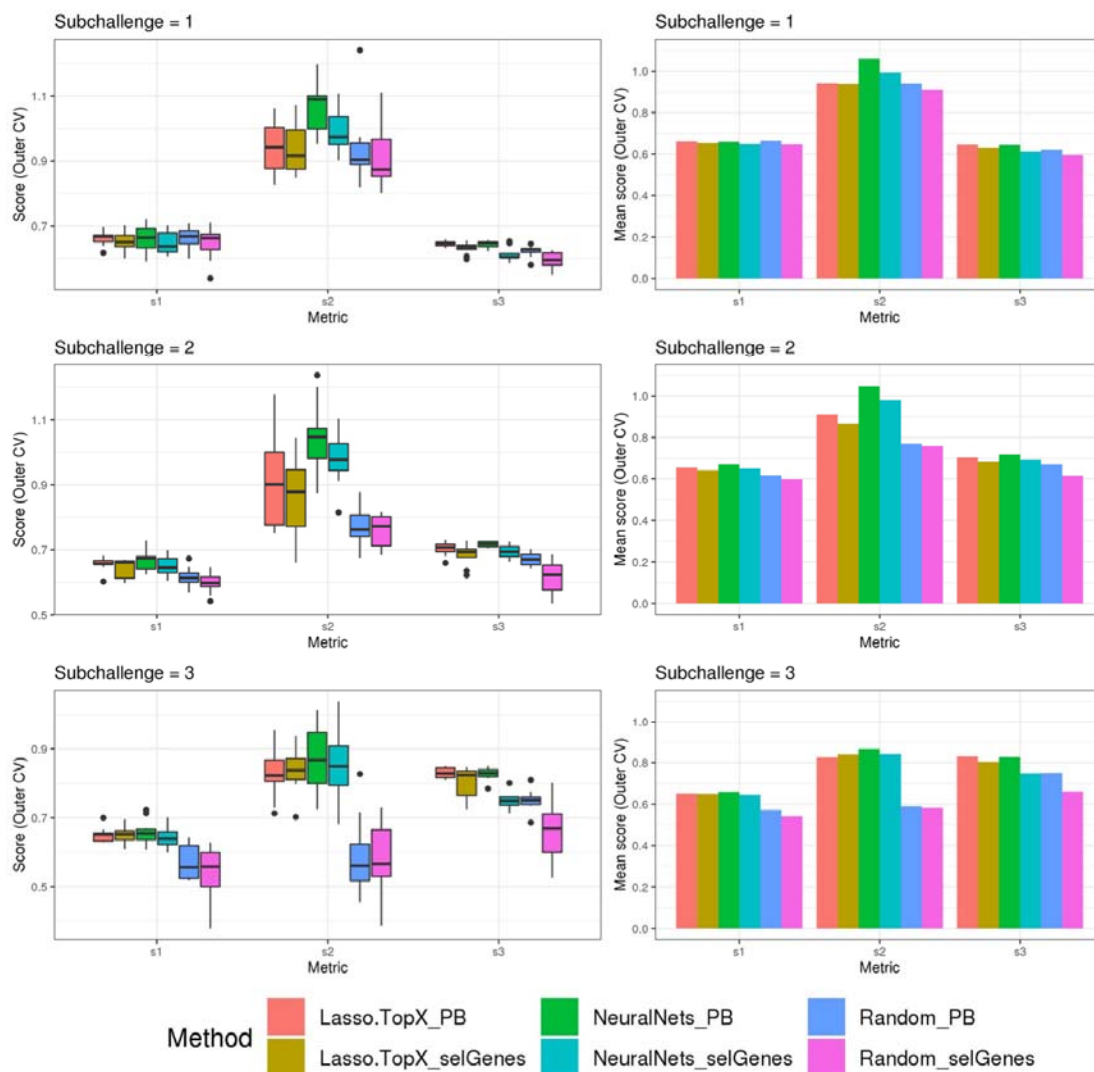 Subchallenge = 1
Score (Outer CV)
1.1
0.9
0.7
s1
s2
s3
Metric
Subchallenge = 1
Mean score (Outer CV)
1.0
0.8
0.6
0.4
0.2
0.0
s1
s2
s3
Metric
Subchallenge = 2
Score (Outer CV)
1.1
0.9
0.7
0.5
s1
s2
s3
Metric
Subchallenge = 2
Mean score (Outer CV)
1.0
0.8
0.6
0.4
0.2
0.0
s1
s2
s3
Metric
Subchallenge = 3
Score (Outer CV)
0.9
0.7
0.5
s1
s2
s3
Metric
Subchallenge = 3
Mean score (Outer CV)
1.0
0.8
0.6
0.4
0.2
0.0
s1
s2
s3
Metric
Method
Lasso.TopX_PB
Lasso.TopX_selGenes
NeuralNets_PB
NeuralNets_selGenes
Random_PB
Random_selGenes